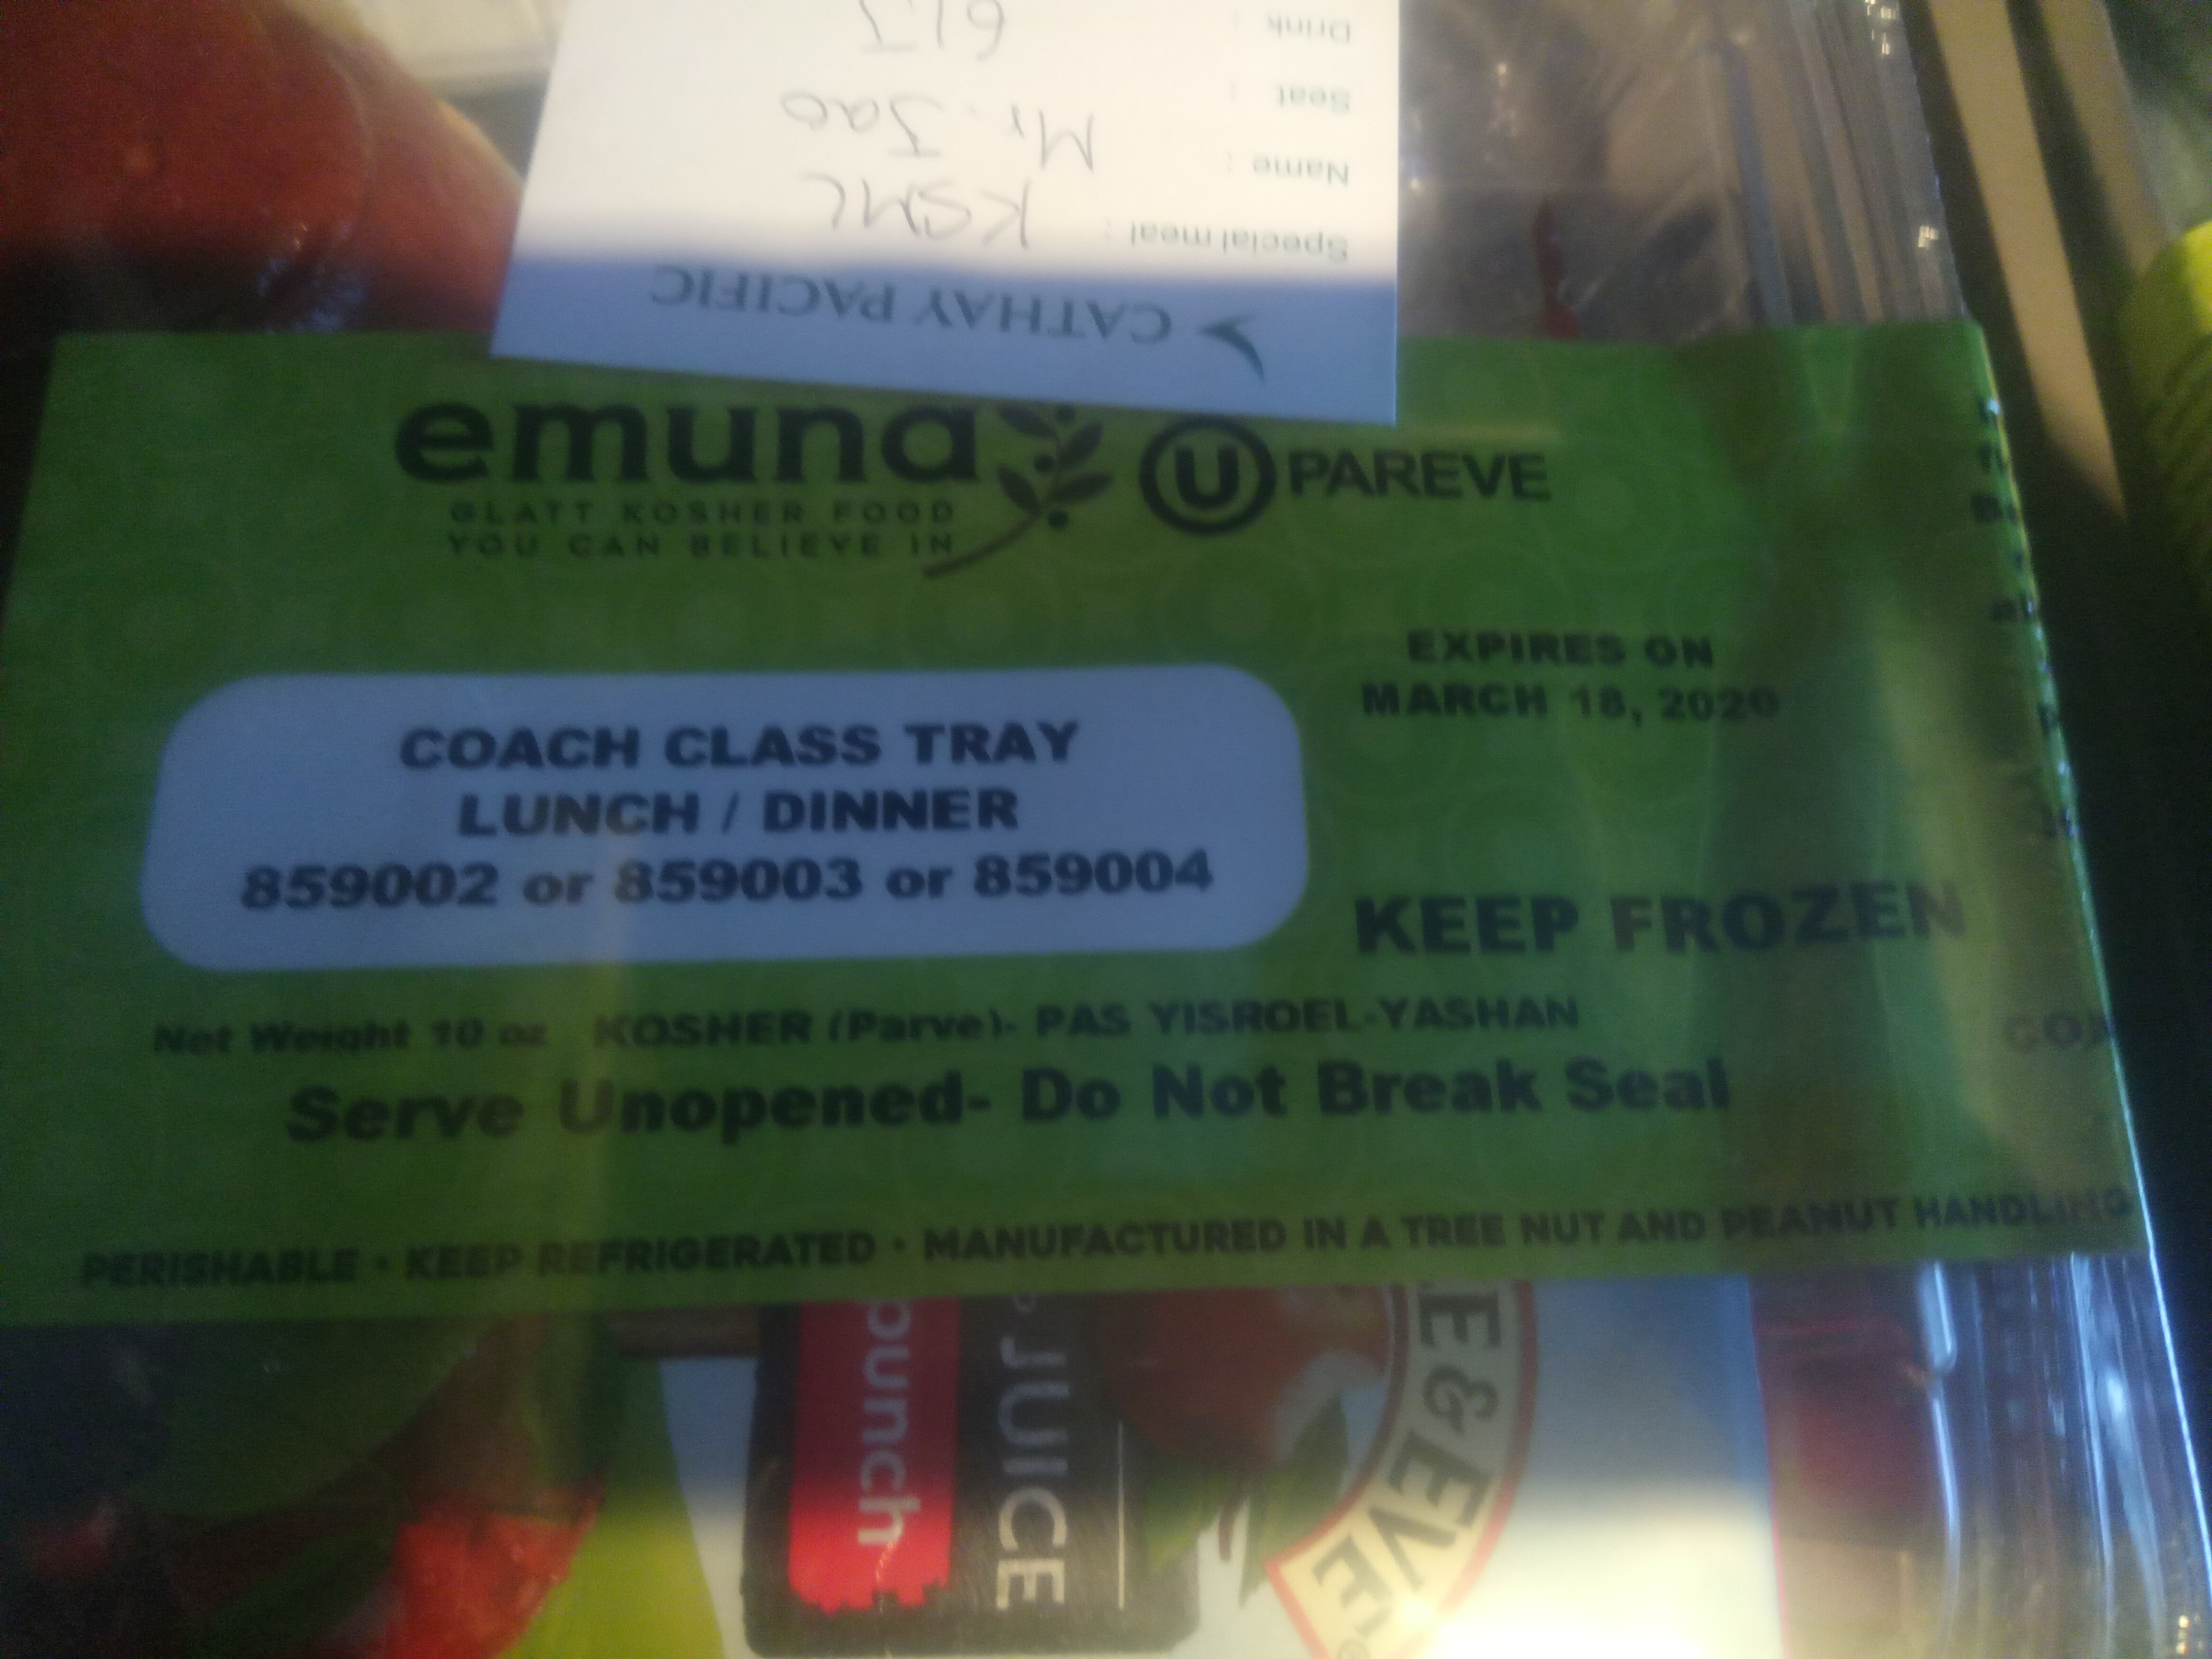 CATHAY PACIFIC
Special meal : KSML
Name : Mr. Jao
Seat : 61J
Drink :
emuna
GLATT KOSHER FOOD
YOU CAN BELIEVE IN
U PAREVE
EXPIRES ON
MARCH 18, 2020
COACH CLASS TRAY
LUNCH / DINNER
859002 or 859003 or 859004
KEEP FROZEN
Net Weight 10 oz KOSHER (Parve)- PAS YISROEL-YASHAN
Serve Unopened- Do Not Break Seal
PERISHABLE • KEEP REFRIGERATED • MANUFACTURED IN A TREE NUT AND PEANUT HANDLING
punch
JUICE
E & EVE